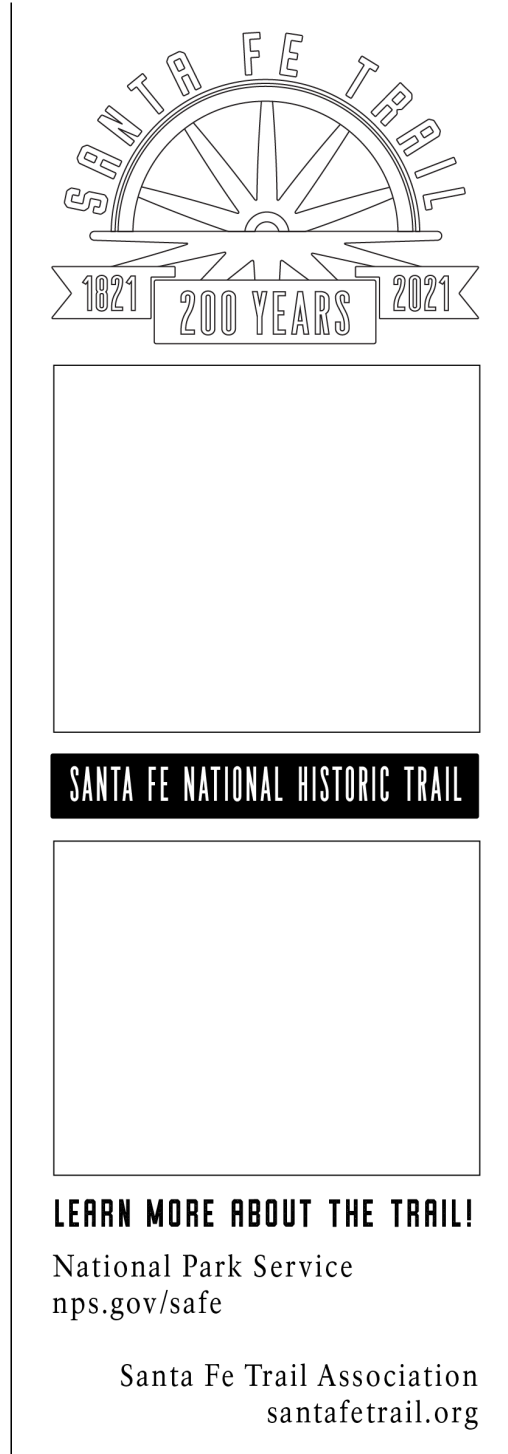 SANTA FE TRAIL
1821
200 YEARS
2021
SANTA FE NATIONAL HISTORIC TRAIL
LEARN MORE ABOUT THE TRAIL!
National Park Service
nps.gov/safe
Santa Fe Trail Association
santafetrail.org